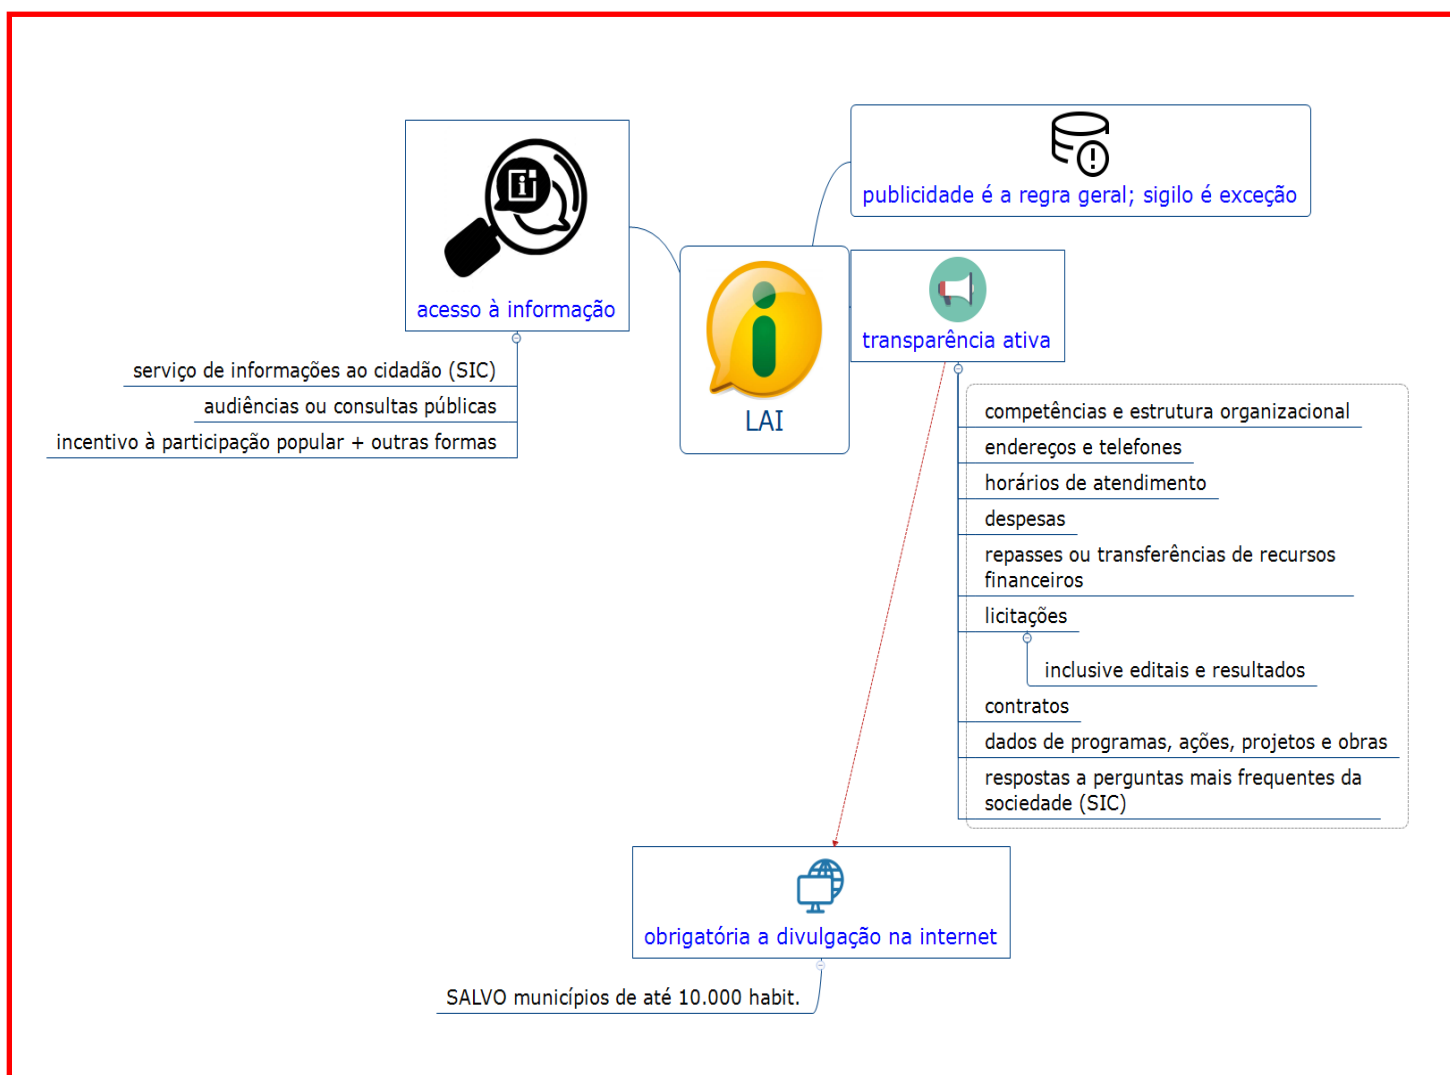 publicidade é a regra geral; sigilo é exceção
acesso à informação
serviço de informações ao cidadão (SIC)
audiências ou consultas públicas
incentivo à participação popular + outras formas
LAI
transparência ativa
competências e estrutura organizacional
endereços e telefones
horários de atendimento
despesas
repasses ou transferências de recursos
financeiros
licitações
inclusive editais e resultados
contratos
dados de programas, ações, projetos e obras
respostas a perguntas mais frequentes da
sociedade (SIC)
obrigatória a divulgação na internet
SALVO municípios de até 10.000 habit.